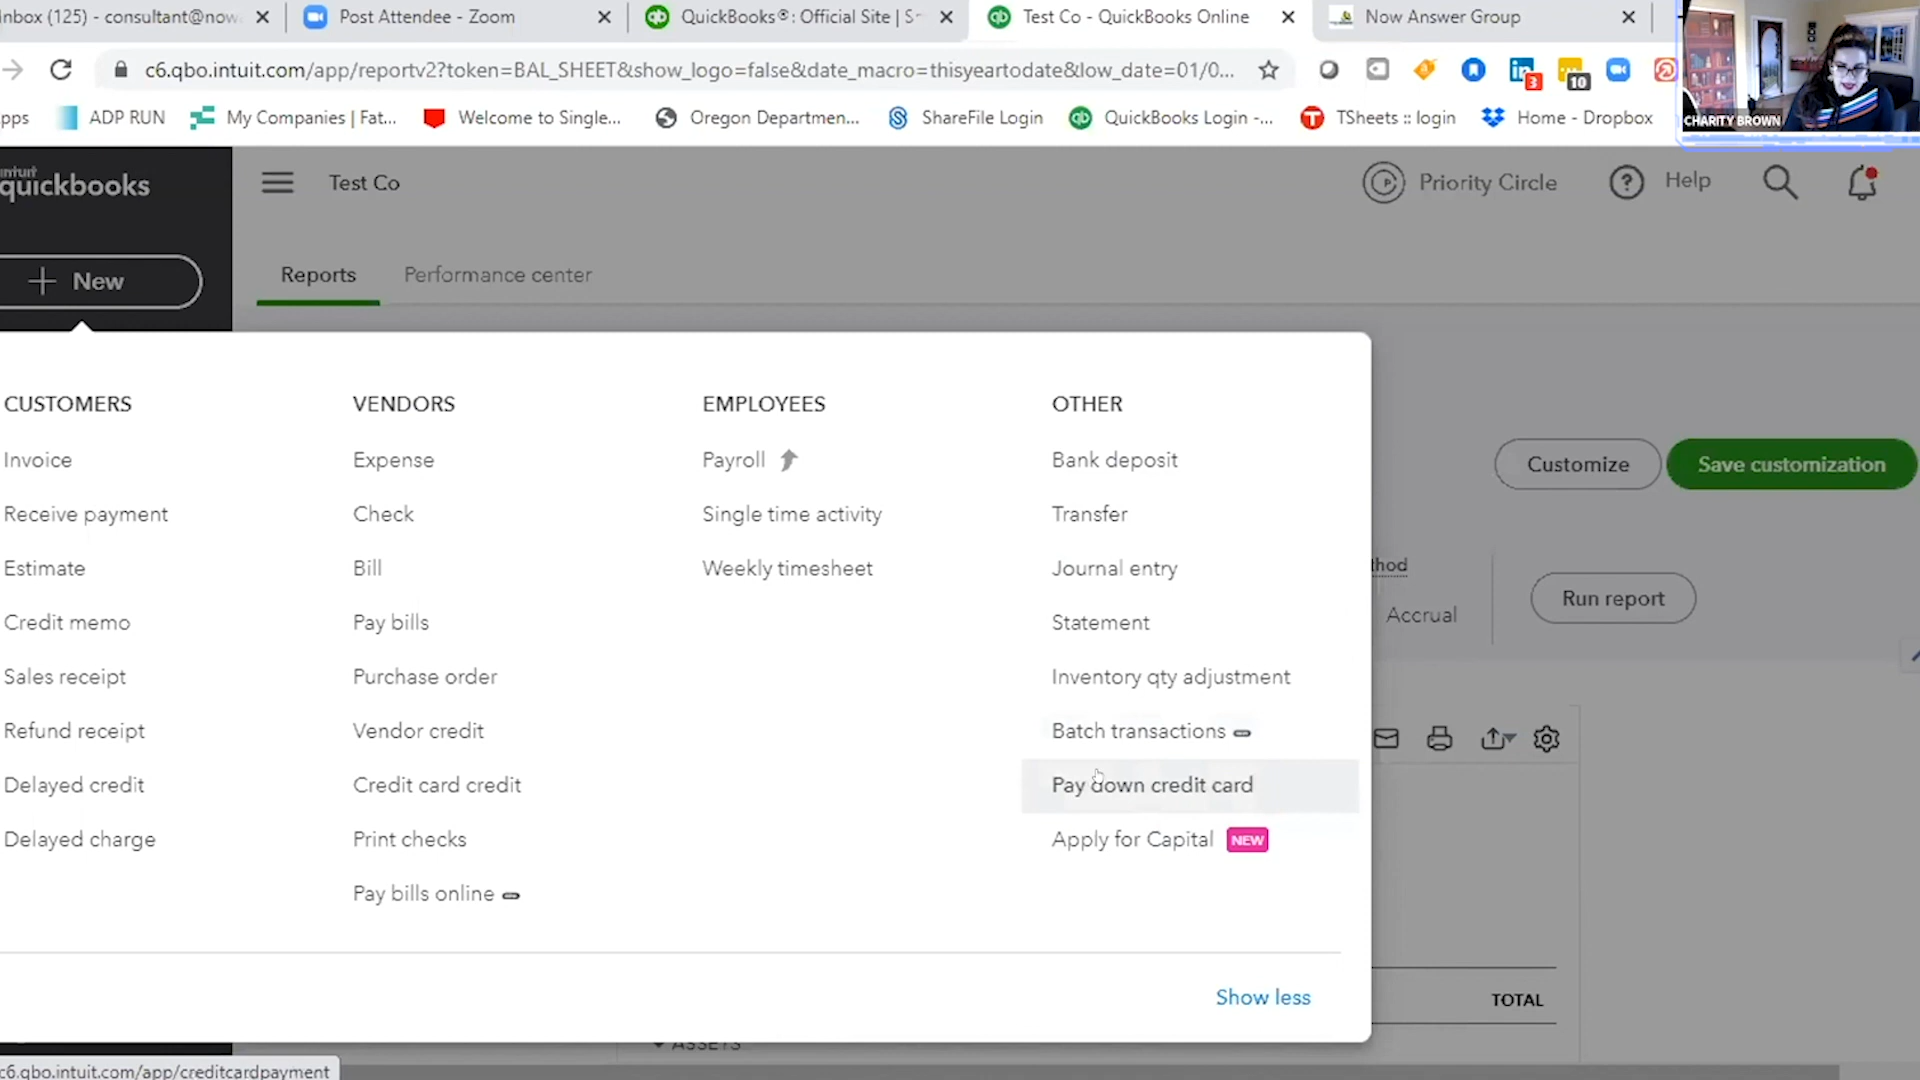 nbox (125) - consultant@now
Post Attendee - Zoom
QuickBooks®: Official Site | S
Test Co - QuickBooks Online
Now Answer Group
c6.qbo.intuit.com/app/reportv2?token=BAL_SHEET&show_logo=false&date_macro=thisyeartodate&low_date=01/0...
3
10
pps
ADP RUN
My Companies | Fat...
Welcome to Single...
Oregon Departmen...
ShareFile Login
QuickBooks Login -...
TSheets :: login
Home - Dropbox
CHARITY BROWN
intuit
quickbooks
Test Co
Priority Circle
Help
New
Reports
Performance center
CUSTOMERS
Invoice
Receive payment
Estimate
Credit memo
Sales receipt
Refund receipt
Delayed credit
Delayed charge
VENDORS
Expense
Check
Bill
Pay bills
Purchase order
Vendor credit
Credit card credit
Print checks
Pay bills online
EMPLOYEES
Payroll
Single time activity
Weekly timesheet
OTHER
Bank deposit
Transfer
Journal entry
Statement
Inventory qty adjustment
Batch transactions
Pay down credit card
Apply for Capital NEW
Show less
Customize
Save customization
thod
Accrual
Run report
TOTAL
ASSETS
c6.qbo.intuit.com/app/creditcardpayment